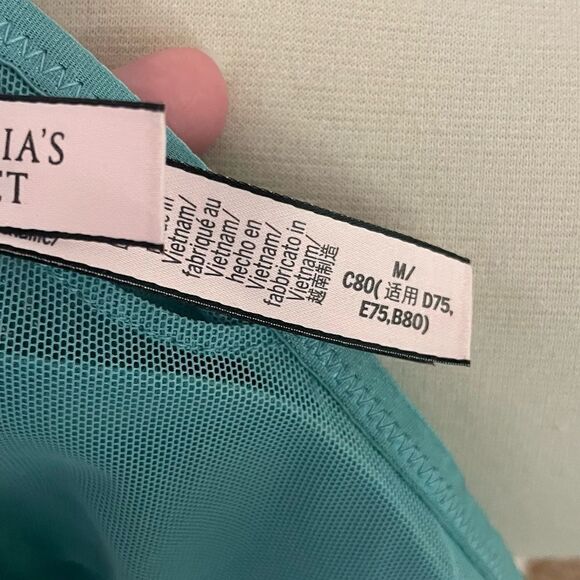 IA'S
ET
in
Vietnam/
fabriqué au
Vietnam/
hecho en
Vietnam/
fabbricato in
Vietnam/
越南制造
M/
C80( 适用 D75,
E75,B80)